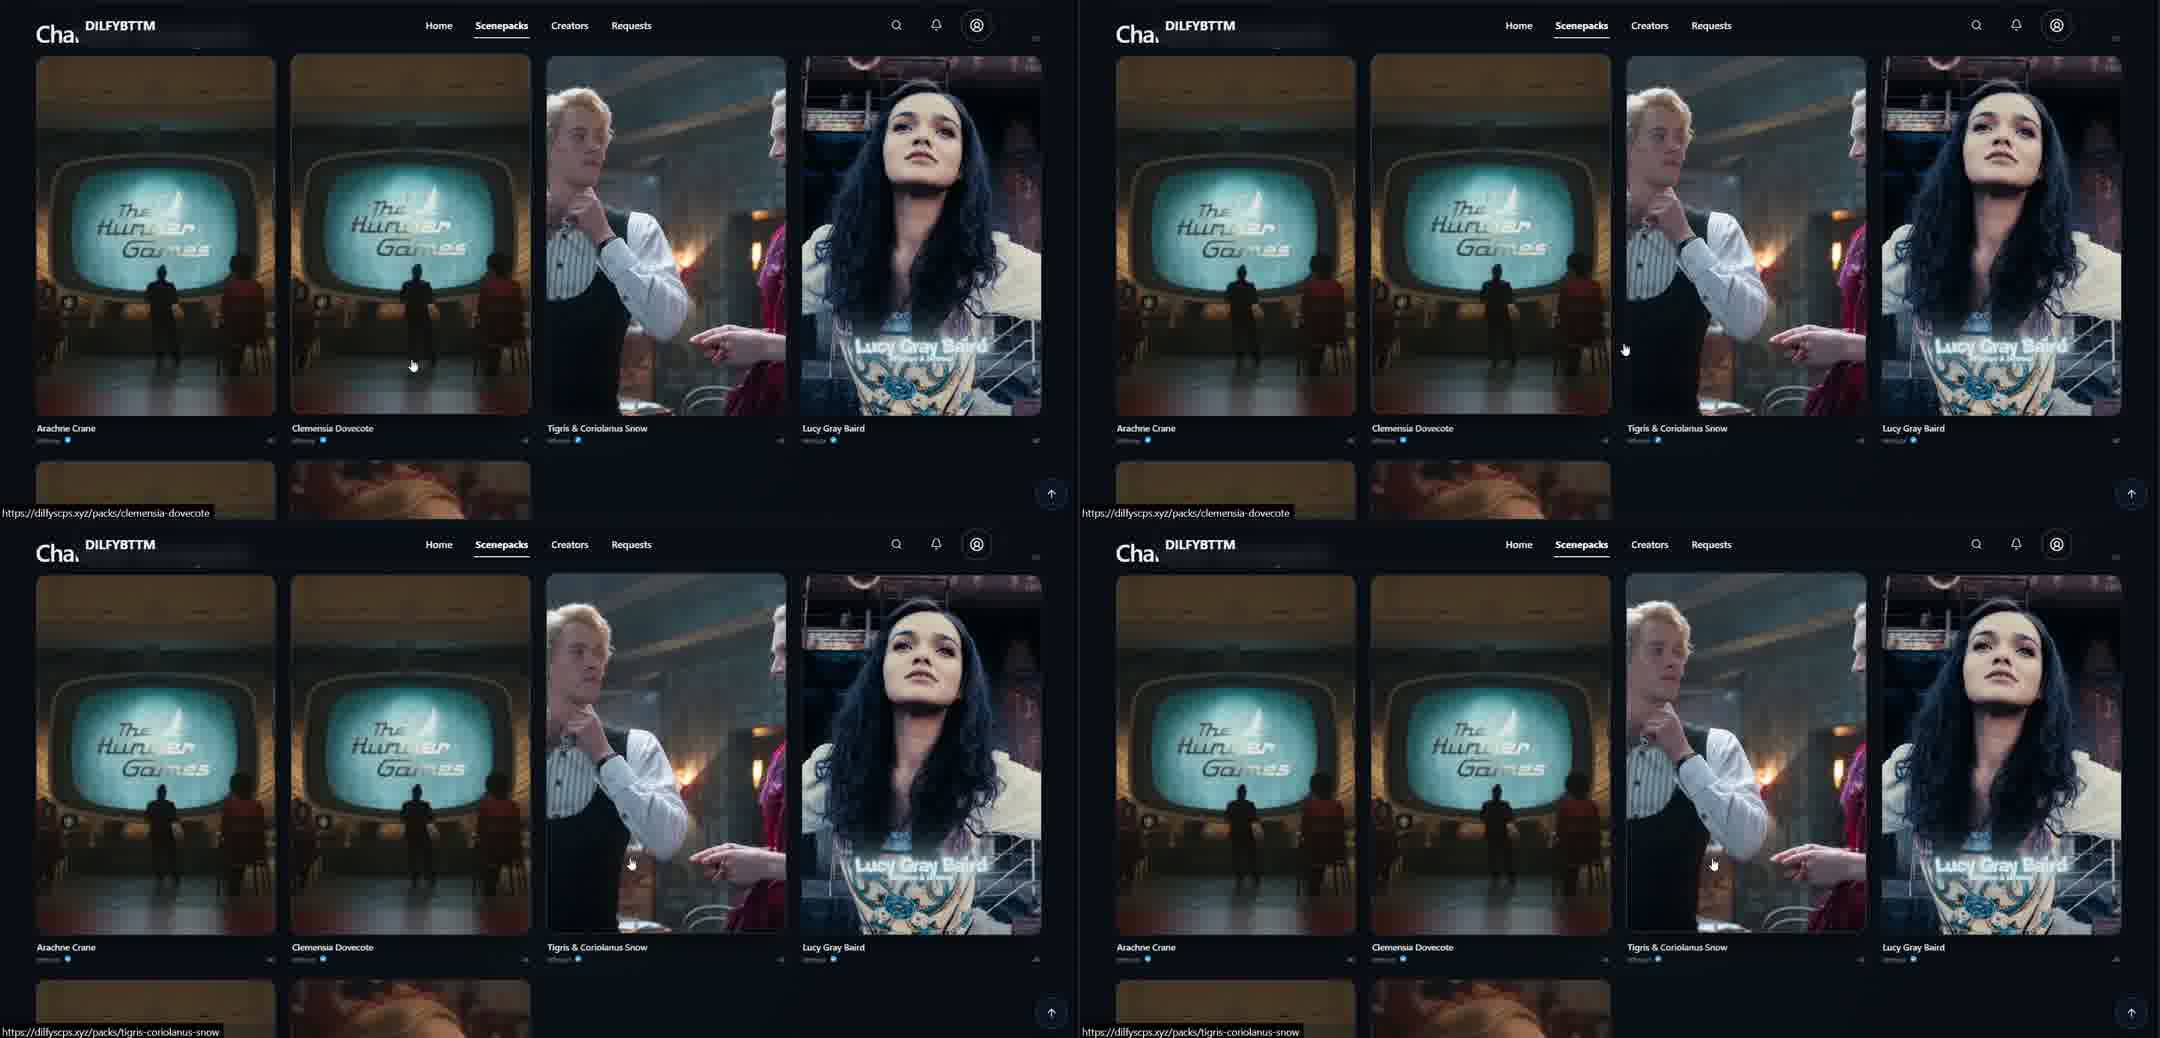 Cha
DILFYBTTM
Home
Scenepacks
Creators
Requests
The
Hunger
Games
The
Hunger
Games
Lucy Gray Baird
Arachne Crane
Clemensia Dovecote
Tigris & Coriolanus Snow
Lucy Gray Baird
https://dilfyscps.xyz/packs/clemensia-dovecote
Cha
DILFYBTTM
Home
Scenepacks
Creators
Requests
The
Hunger
Games
The
Hunger
Games
Lucy Gray Baird
Arachne Crane
Clemensia Dovecote
Tigris & Coriolanus Snow
Lucy Gray Baird
https://dilfyscps.xyz/packs/clemensia-dovecote
Cha
DILFYBTTM
Home
Scenepacks
Creators
Requests
The
Hunger
Games
The
Hunger
Games
Lucy Gray Baird
Arachne Crane
Clemensia Dovecote
Tigris & Coriolanus Snow
Lucy Gray Baird
https://dilfyscps.xyz/packs/tigris-coriolanus-snow
Cha
DILFYBTTM
Home
Scenepacks
Creators
Requests
The
Hunger
Games
The
Hunger
Games
Lucy Gray Baird
Arachne Crane
Clemensia Dovecote
Tigris & Coriolanus Snow
Lucy Gray Baird
https://dilfyscps.xyz/packs/tigris-coriolanus-snow